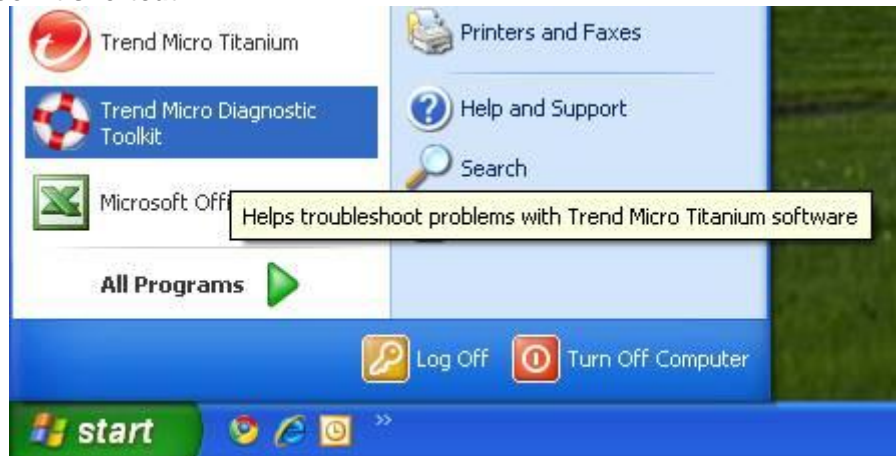 Trend Micro Titanium
Printers and Faxes
Trend Micro Diagnostic
Toolkit
Help and Support
Search
Microsoft Offi
Helps troubleshoot problems with Trend Micro Titanium software
All Programs
Log Off
Turn Off Computer
start
»